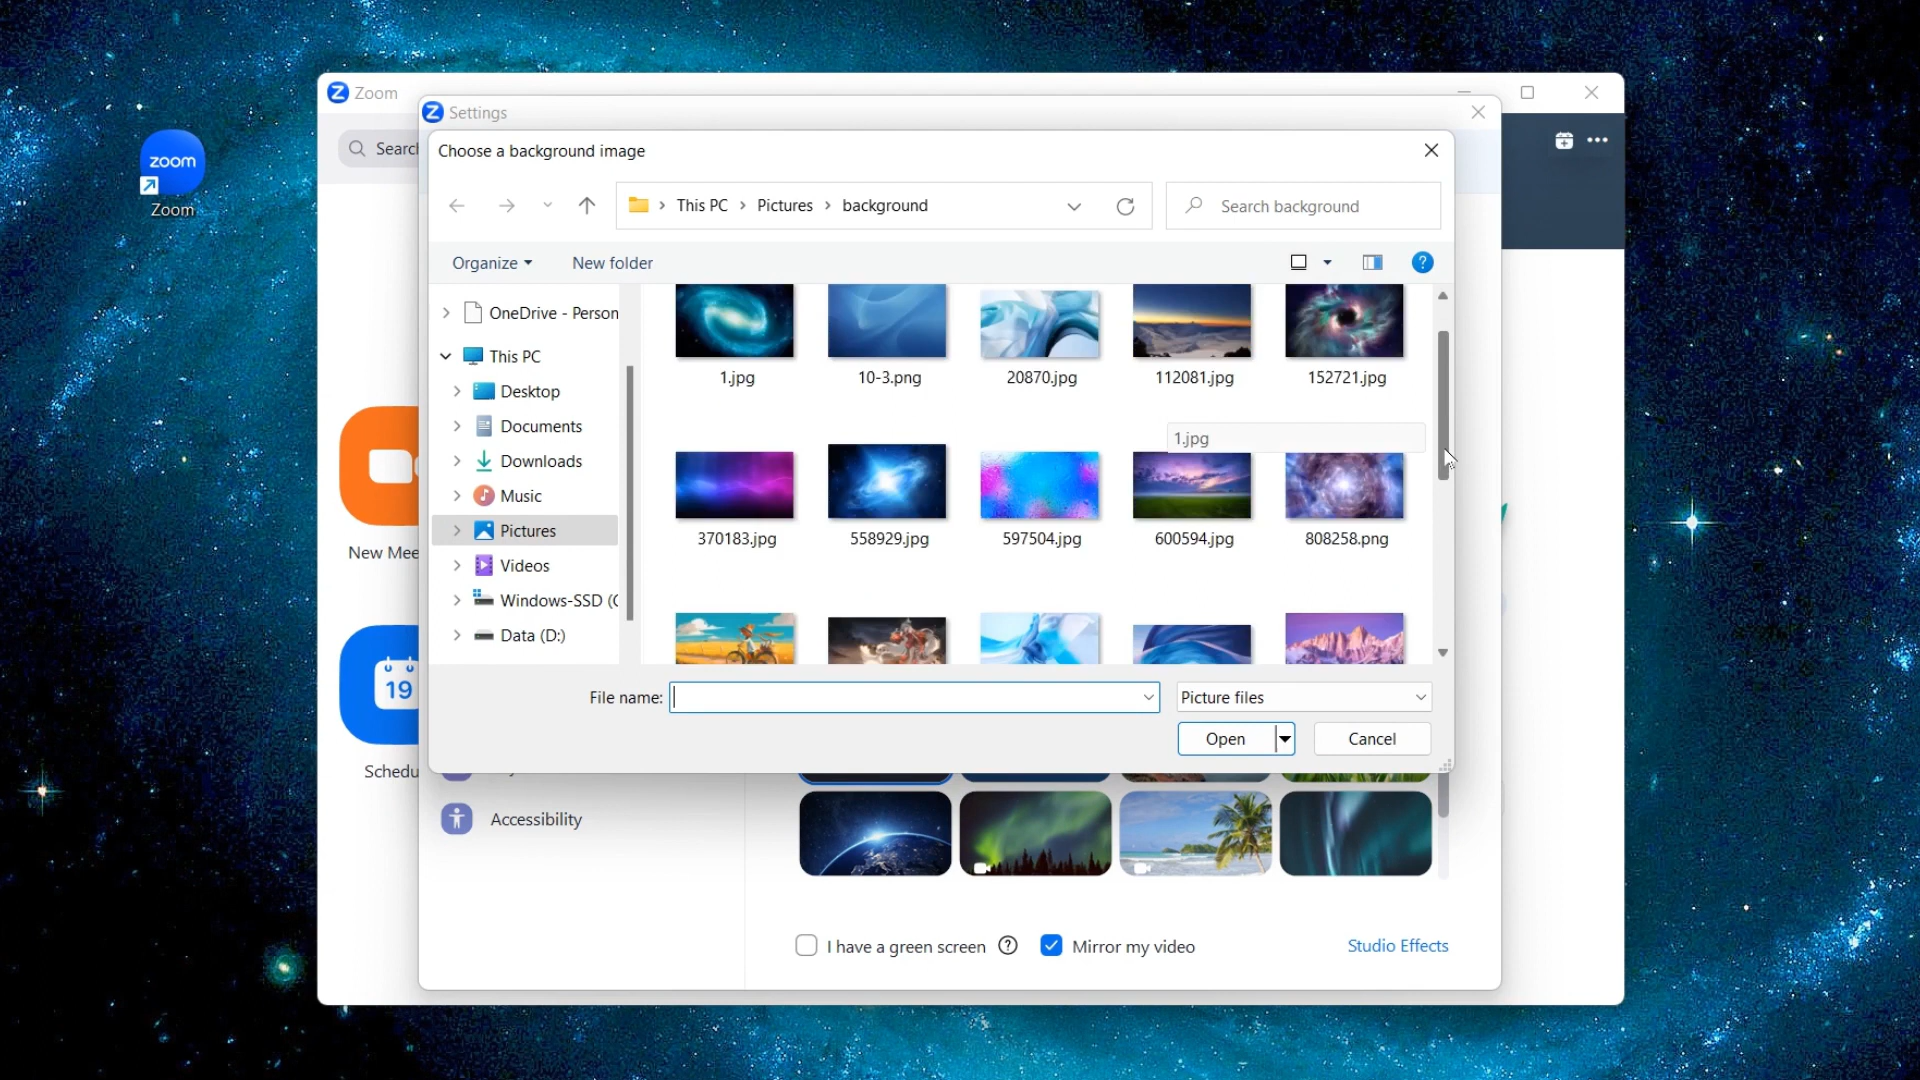 Zoom
Settings
zoom
Zoom
Search
Choose a background image
This PC
Pictures
background
Search background
Organize
New folder
OneDrive - Person
This PC
Desktop
Documents
Downloads
Music
Pictures
Videos
Windows-SSD (C
Data (D:)
1.jpg
10-3.png
20870.jpg
112081.jpg
152721.jpg
1.jpg
370183.jpg
558929.jpg
597504.jpg
600594.jpg
808258.png
File name:
Picture files
Open
Cancel
New Mee
19
Schedu
Accessibility
I have a green screen
Mirror my video
Studio Effects